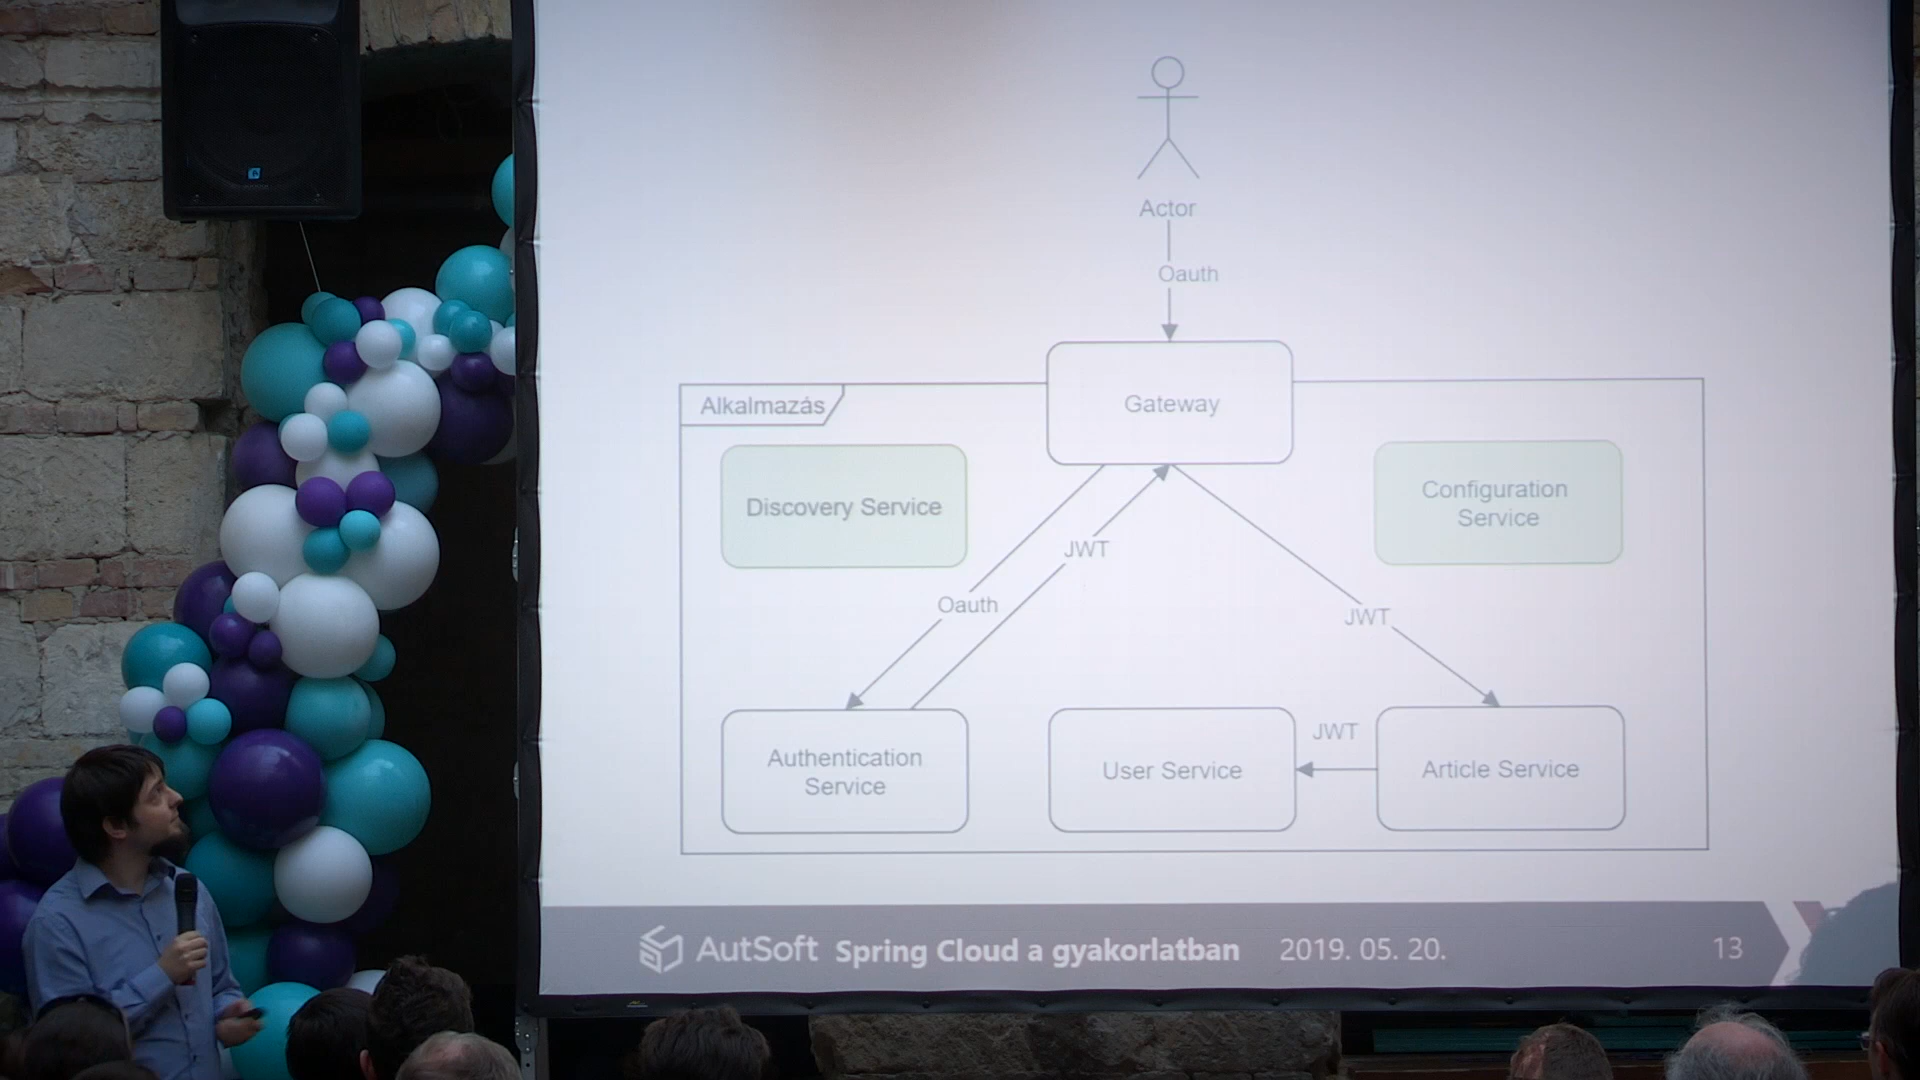 Actor
Oauth
Gateway
Alkalmazás
Discovery Service
Configuration
Service
JWT
Oauth
JWT
Authentication
Service
User Service
JWT
Article Service
AutSoft Spring Cloud a gyakorlatban 2019. 05. 20. 13